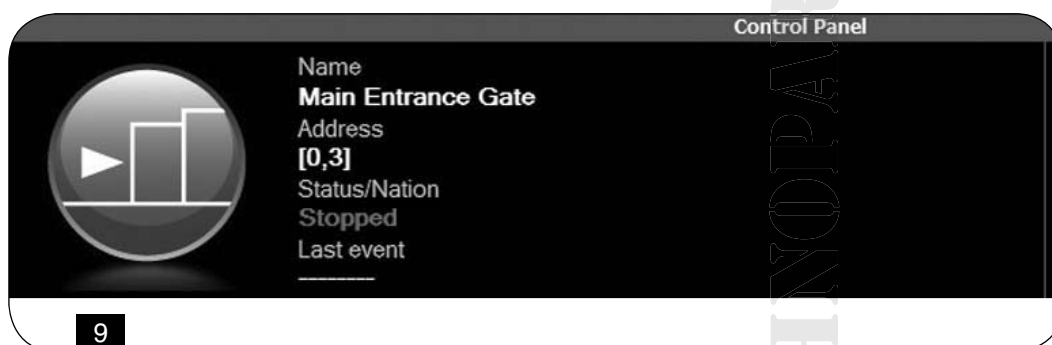 Control Panel
Name
Main Entrance Gate
Address
[0,3]
Status/Nation
Stopped
Last event
--------
9